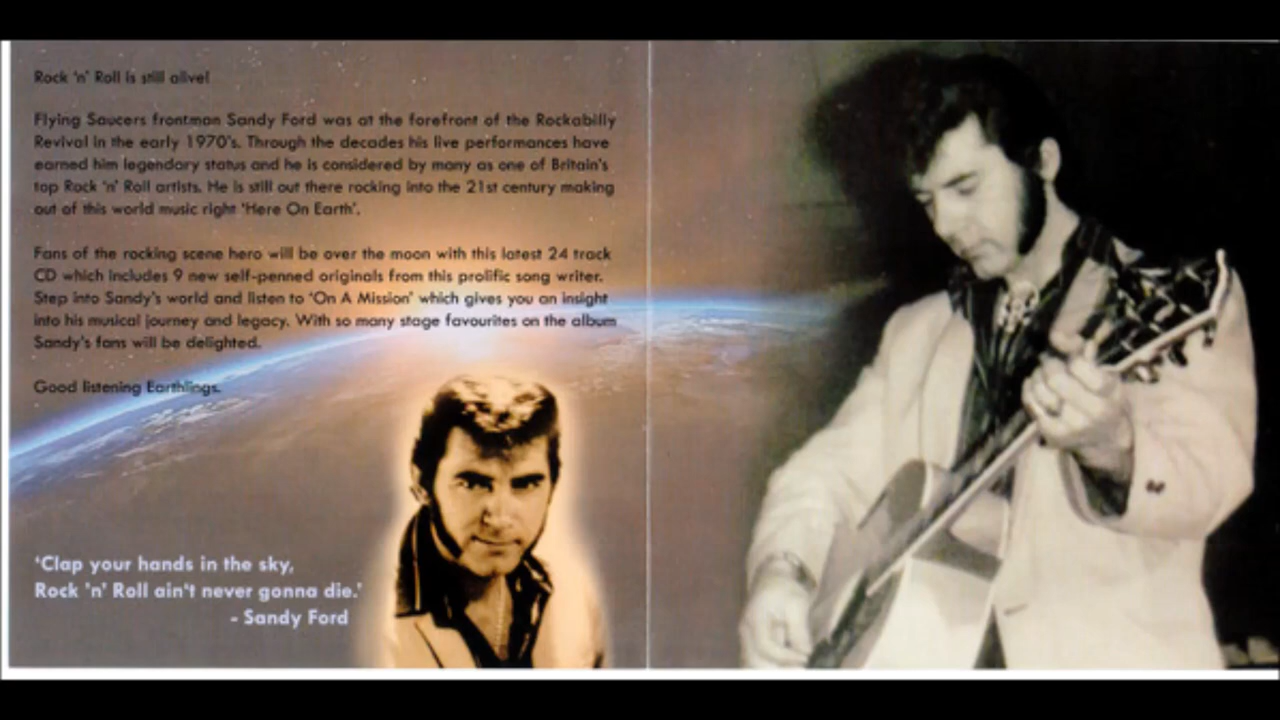 Rock 'n' Roll is still alive!
Flying Saucers frontman Sandy Ford was at the forefront of the Rockabilly
Revival in the early 1970's. Through the decades his live performances have
earned him legendary status and he is considered by many as one of Britain's
top Rock 'n' Roll artists. He is still out there rocking into the 21st century making
out of this world music right 'Here On Earth'.
Fans of the rocking scene hero will be over the moon with this latest 24 track
CD which includes 9 new self-penned originals from this prolific song writer.
Step into Sandy's world and listen to 'On A Mission' which gives you an insight
into his musical journey and legacy. With so many stage favourites on the album
Sandy's fans will be delighted.
Good listening Earthlings.
'Clap your hands in the sky,
Rock 'n' Roll ain't never gonna die.'
- Sandy Ford